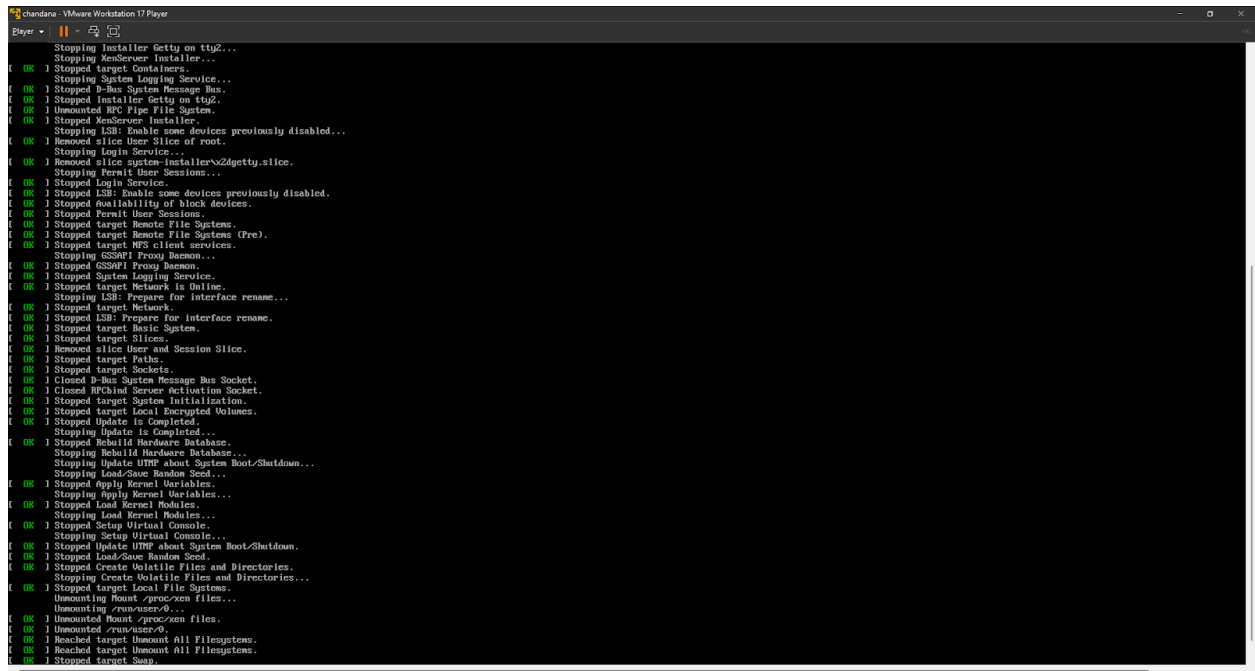 chandana - VMware Workstation 17 Player
Player
Stopping Installer Getty on tty2...
Stopping XenServer Installer...
[  OK  ] Stopped target Containers.
Stopping System Logging Service...
[  OK  ] Stopped D-Bus System Message Bus.
[  OK  ] Stopped Installer Getty on tty2.
[  OK  ] Unmounted RPC Pipe File System.
[  OK  ] Stopped XenServer Installer.
Stopping LSB: Enable some devices previously disabled...
[  OK  ] Removed slice User Slice of root.
Stopping Login Service...
[  OK  ] Removed slice system-installer\x2dgetty.slice.
Stopping Permit User Sessions...
[  OK  ] Stopped Login Service.
[  OK  ] Stopped LSB: Enable some devices previously disabled.
[  OK  ] Stopped Availability of block devices.
[  OK  ] Stopped Permit User Sessions.
[  OK  ] Stopped target Remote File Systems.
[  OK  ] Stopped target Remote File Systems (Pre).
[  OK  ] Stopped target NFS client services.
Stopping GSSAPI Proxy Daemon...
[  OK  ] Stopped GSSAPI Proxy Daemon.
[  OK  ] Stopped System Logging Service.
[  OK  ] Stopped target Network is Online.
Stopping LSB: Prepare for interface rename...
[  OK  ] Stopped target Network.
[  OK  ] Stopped LSB: Prepare for interface rename.
[  OK  ] Stopped target Basic System.
[  OK  ] Stopped target Slices.
[  OK  ] Removed slice User and Session Slice.
[  OK  ] Stopped target Paths.
[  OK  ] Stopped target Sockets.
[  OK  ] Closed D-Bus System Message Bus Socket.
[  OK  ] Closed RPCbind Server Activation Socket.
[  OK  ] Stopped target System Initialization.
[  OK  ] Stopped target Local Encrypted Volumes.
[  OK  ] Stopped Update is Completed.
Stopping Update is Completed...
[  OK  ] Stopped Rebuild Hardware Database.
Stopping Rebuild Hardware Database...
Stopping Update UTMP about System Boot/Shutdown...
Stopping Load/Save Random Seed...
[  OK  ] Stopped Apply Kernel Variables.
Stopping Apply Kernel Variables...
[  OK  ] Stopped Load Kernel Modules.
Stopping Load Kernel Modules...
[  OK  ] Stopped Setup Virtual Console.
Stopping Setup Virtual Console...
[  OK  ] Stopped Update UTMP about System Boot/Shutdown.
[  OK  ] Stopped Load/Save Random Seed.
[  OK  ] Stopped Create Volatile Files and Directories.
Stopping Create Volatile Files and Directories...
[  OK  ] Stopped target Local File Systems.
Unmounting Mount /proc/xen files...
Unmounting /run/user/0...
[  OK  ] Unmounted Mount /proc/xen files.
[  OK  ] Unmounted /run/user/0.
[  OK  ] Reached target Unmount All Filesystems.
[  OK  ] Reached target Unmount All Filesystems.
[  OK  ] Stopped target Swap.